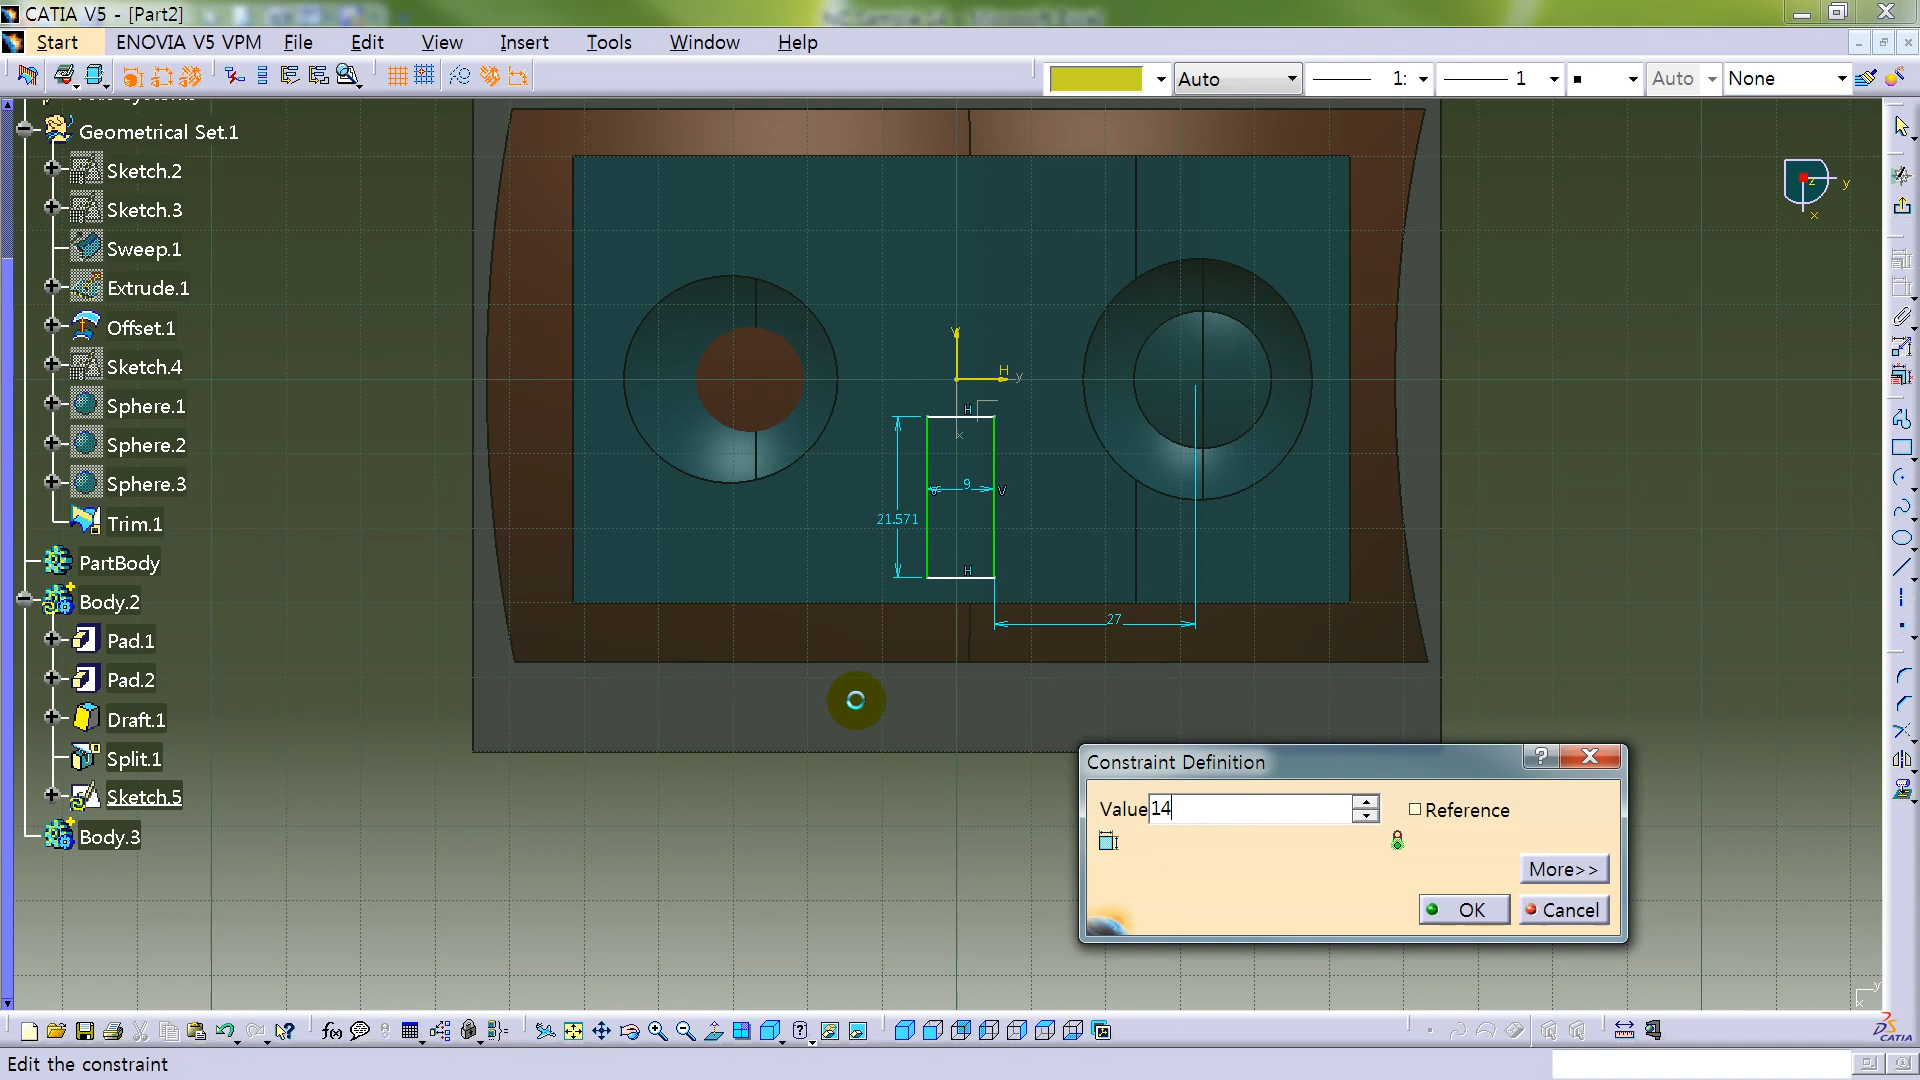 CATIA V5 - [Part2]
Start ENOVIA V5 VPM File Edit View Insert Tools Window Help
Auto 1: 1 Auto None
Geometrical Set.1
Sketch.2
Sketch.3
Sweep.1
Extrude.1
Offset.1
Sketch.4
Sphere.1
Sphere.2
Sphere.3
Trim.1
PartBody
Body.2
Pad.1
Pad.2
Draft.1
Split.1
Sketch.5
Body.3
z y
x
V
H y
H
x
9 V
21.571
H
27
Constraint Definition
Value 14 Reference
More>>
OK Cancel
y
x
f(x)
CATIA
Edit the constraint